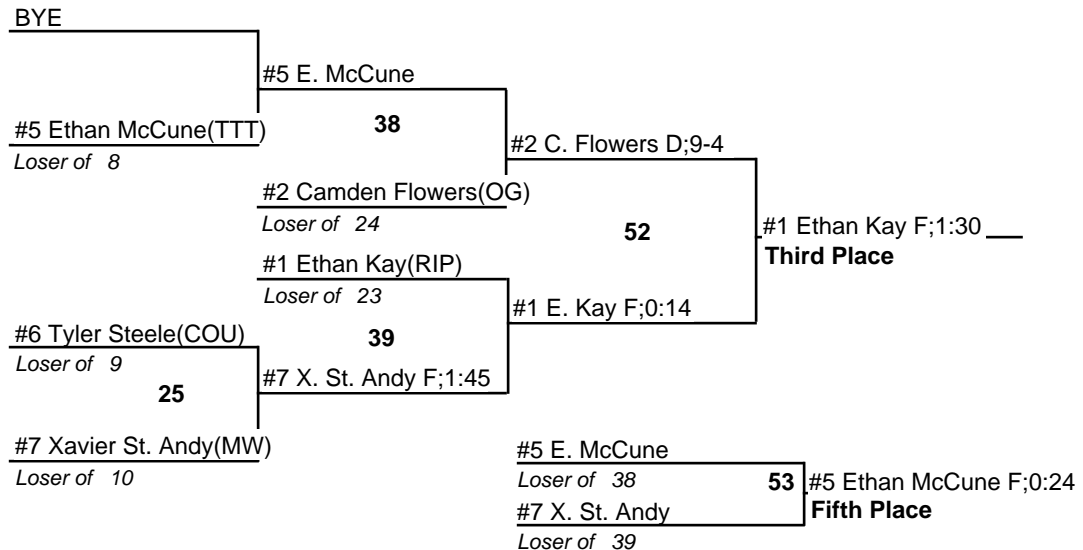 BYE
#5 E. McCune
#5 Ethan McCune(TTT)
Loser of 8
38
#2 C. Flowers D;9-4
#2 Camden Flowers(OG)
Loser of 24
52
#1 Ethan Kay F;1:30
Third Place
#1 Ethan Kay(RIP)
Loser of 23
#1 E. Kay F;0:14
#6 Tyler Steele(COU)
Loser of 9
39
25
#7 X. St. Andy F;1:45
#7 Xavier St. Andy(MW)
Loser of 10
#5 E. McCune
Loser of 38
53
#5 Ethan McCune F;0:24
Fifth Place
#7 X. St. Andy
Loser of 39